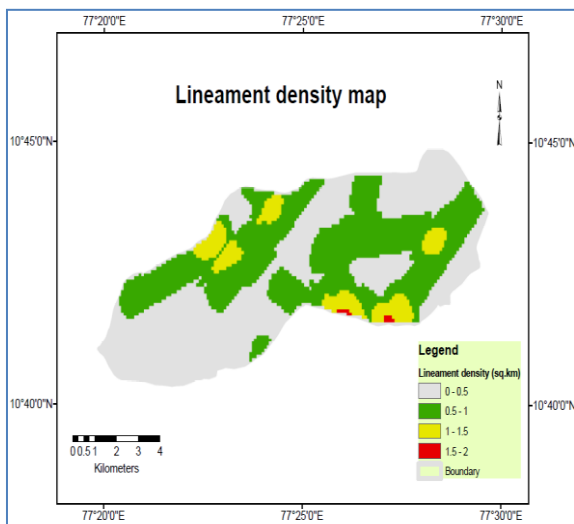 77°20'0"E 77°25'0"E 77°30'0"E
N
Lineament density map
10°45'0"N 10°45'0"N
Legend
Lineament density (sq.km)
0 - 0.5
0.5 - 1
1 - 1.5
1.5 - 2
Boundary
10°40'0"N 10°40'0"N
0 0.5 1 2 3 4
Kilometers
77°20'0"E 77°25'0"E 77°30'0"E